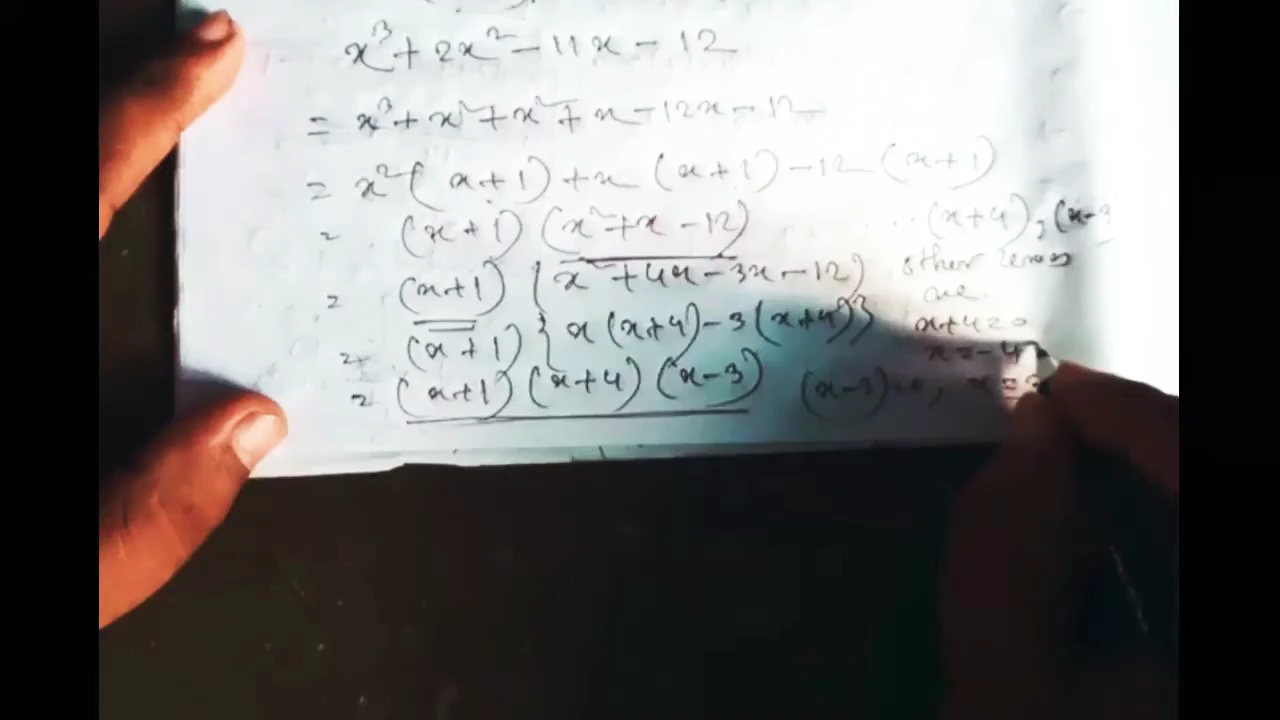 x³ + 2x² - 11x - 12
= x³ + x² + x² + x - 12x - 12
= x² (x+1) + x (x+1) - 12 (x+1)
= (x+1) (x² + x - 12)
= (x+1) (x² + 4x - 3x - 12)
= (x+1) {x (x+4) - 3 (x+4)}
= (x+1) (x+4) (x-3)
(x+4), (x-3
other zeros
are
x+4=0
x = -4
(x-3)=0, x =